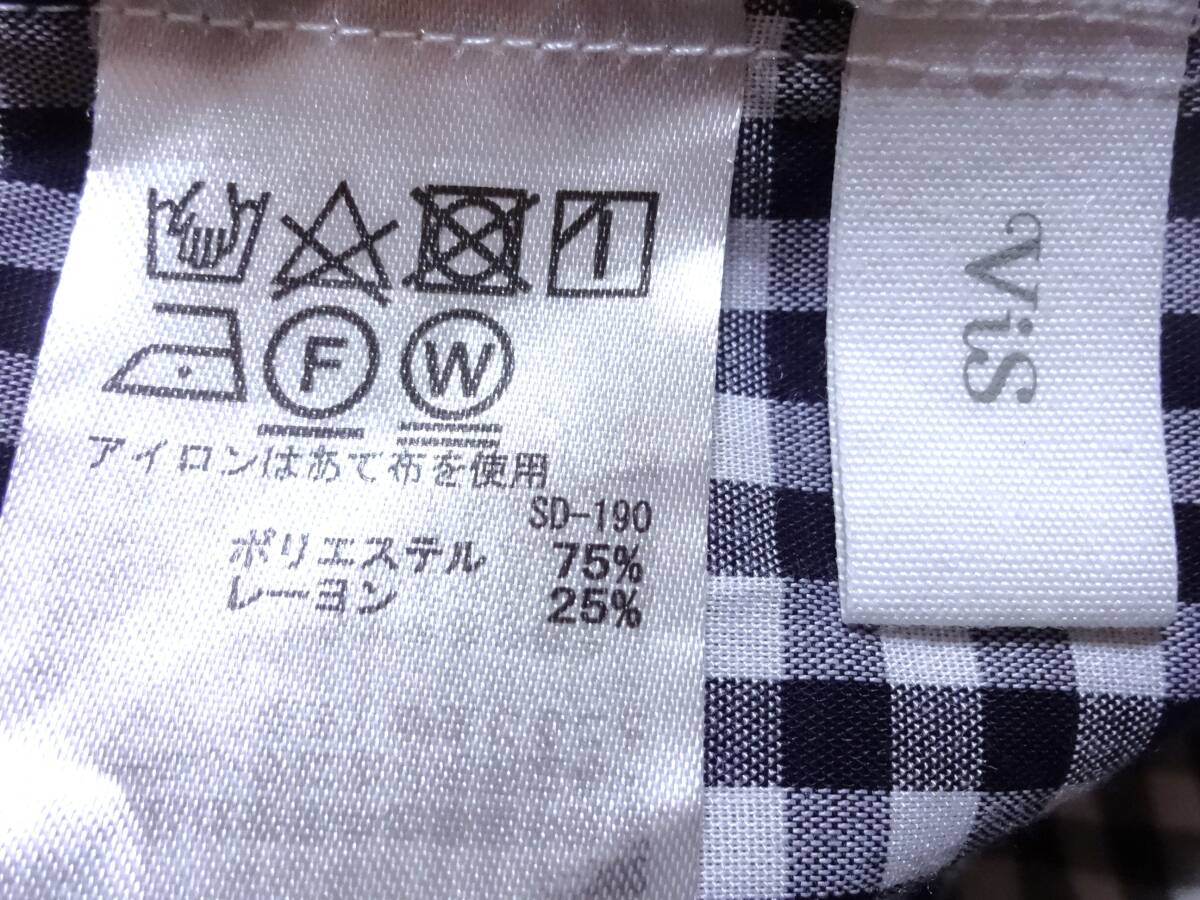 F W
アイロンはあて布を使用
SD-190
ポリエステル 75%
レーヨン 25%
ViS